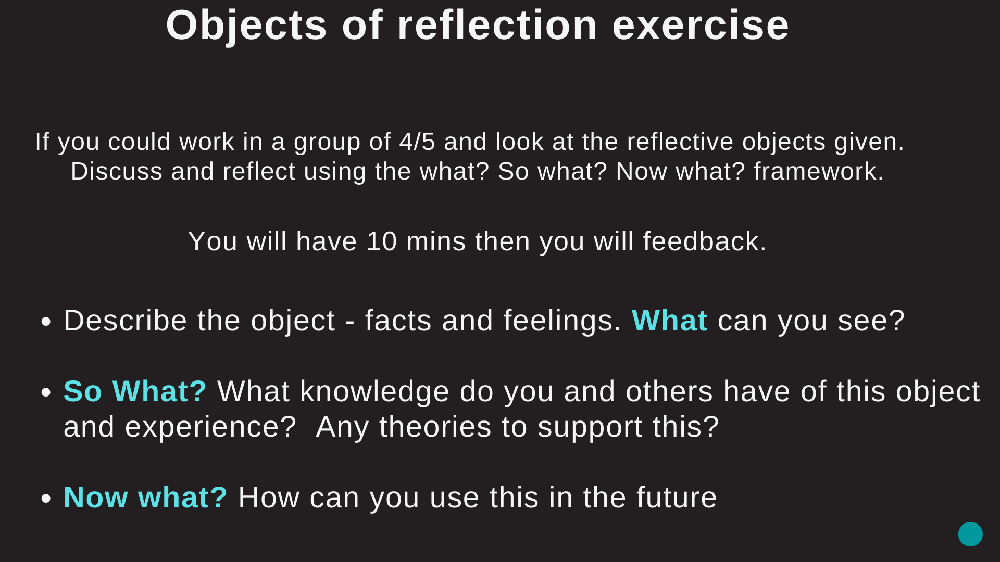 Objects of reflection exercise
If you could work in a group of 4/5 and look at the reflective objects given.
Discuss and reflect using the what? So what? Now what? framework.
You will have 10 mins then you will feedback.
• Describe the object - facts and feelings. What can you see?
• So What? What knowledge do you and others have of this object
and experience?  Any theories to support this?
• Now what? How can you use this in the future